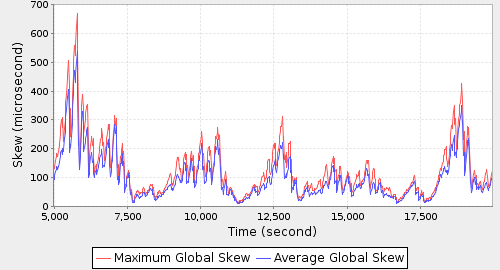 700
600
500
400
300
200
100
0
Skew (microsecond)
5,000 7,500 10,000 12,500 15,000 17,500
Time (second)
Maximum Global Skew Average Global Skew